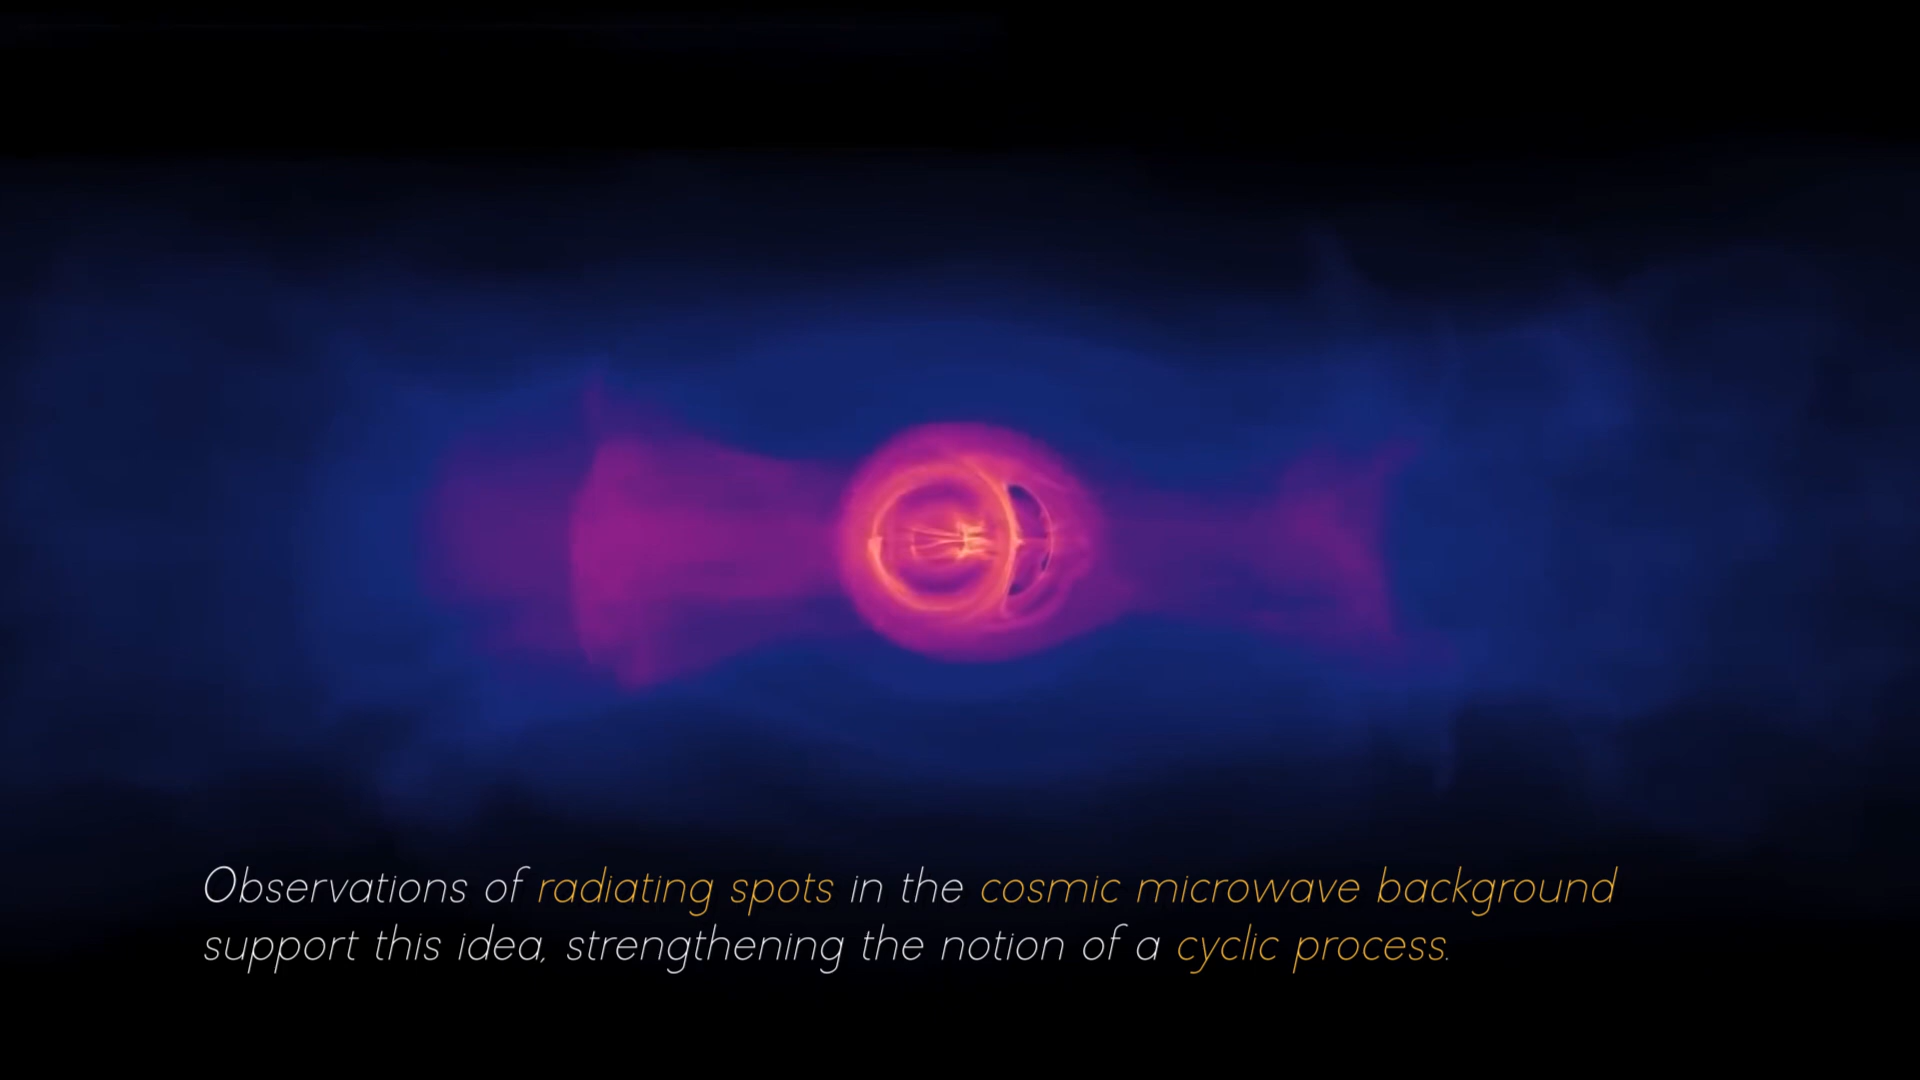 Observations of radiating spots in the cosmic microwave background
support this idea, strengthening the notion of a cyclic process.